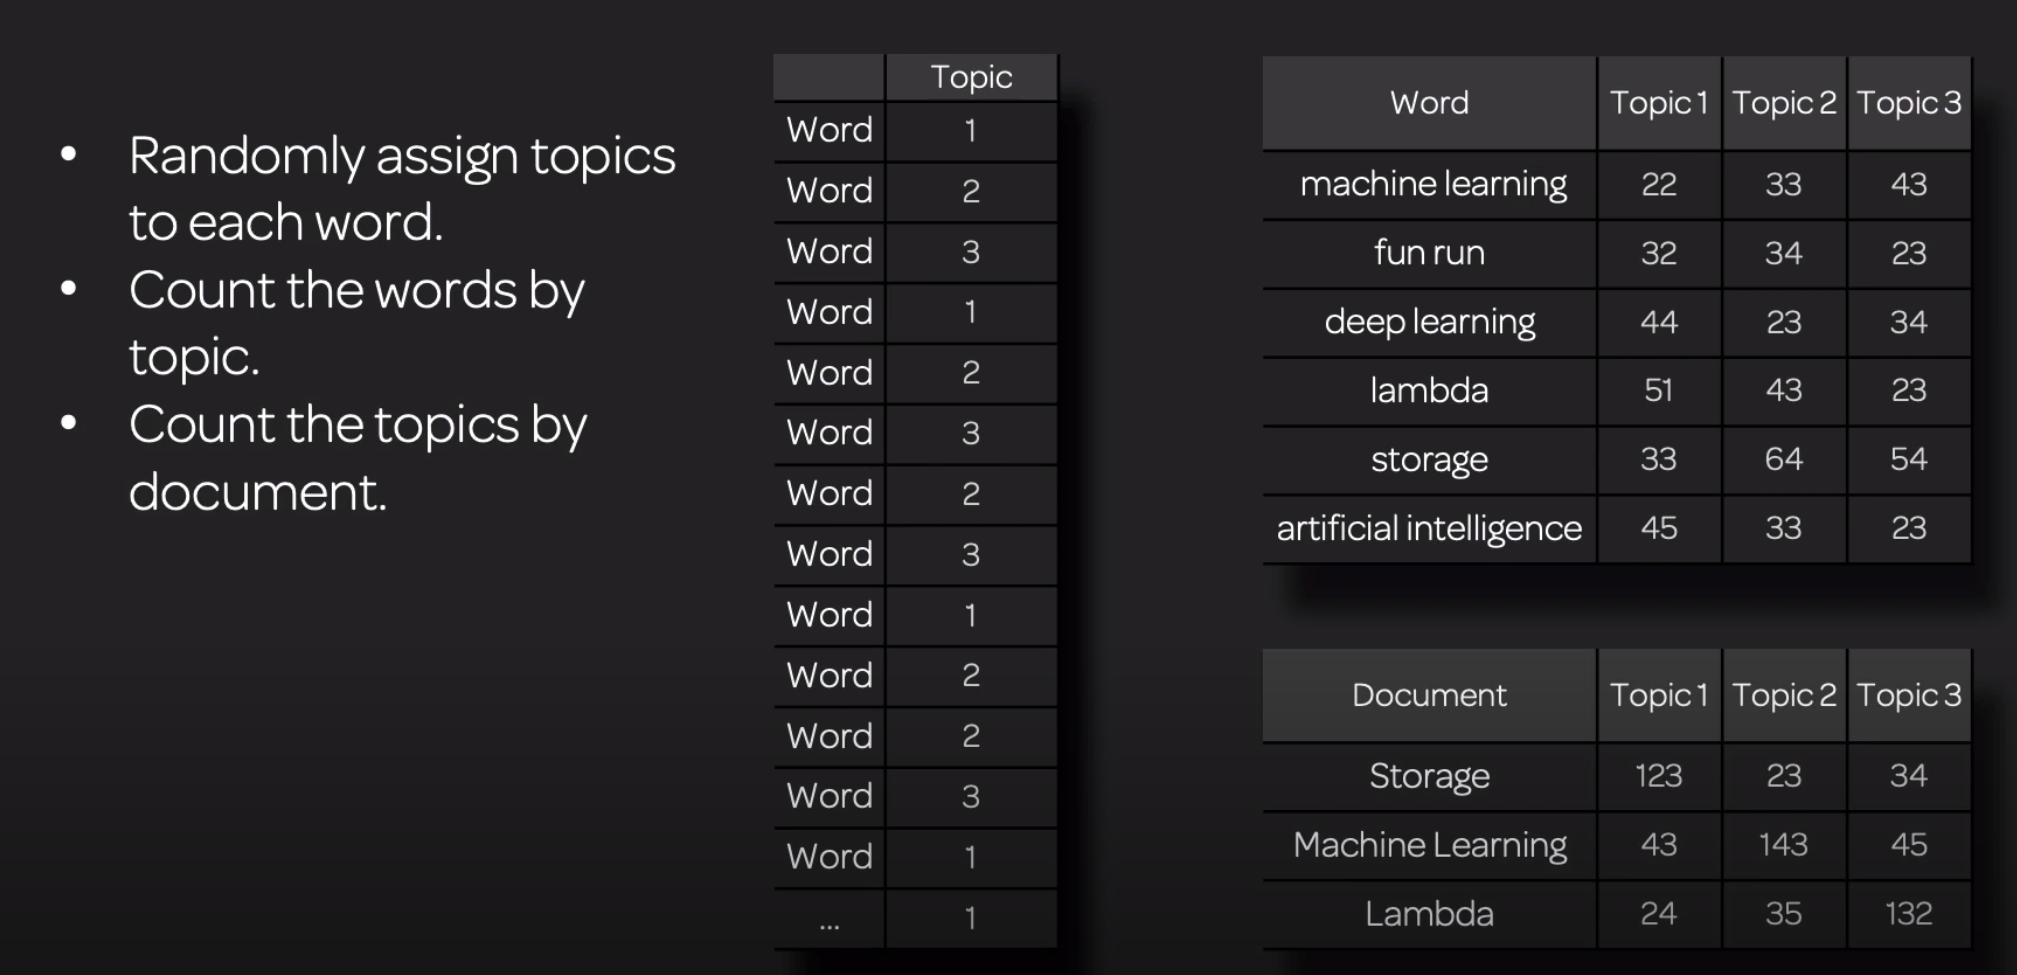 • Randomly assign topics
to each word.
• Count the words by
topic.
• Count the topics by
document.
Topic
Word 1
Word 2
Word 3
Word 1
Word 2
Word 3
Word 2
Word 3
Word 1
Word 2
Word 2
Word 3
Word 1
... 1
Word Topic 1 Topic 2 Topic 3
machine learning 22 33 43
fun run 32 34 23
deep learning 44 23 34
lambda 51 43 23
storage 33 64 54
artificial intelligence 45 33 23
Document Topic 1 Topic 2 Topic 3
Storage 123 23 34
Machine Learning 43 143 45
Lambda 24 35 132